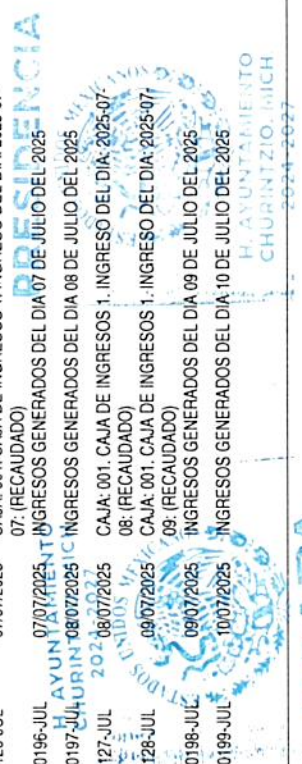 07: (RECAUDADO)
0196-JUL 07/07/2025 INGRESOS GENERADOS DEL DIA 07 DE JULIO DEL 2025
0197-JUL 08/07/2025 INGRESOS GENERADOS DEL DIA 08 DE JULIO DEL 2025
127-JUL 08/07/2025 CAJA: 001. CAJA DE INGRESOS 1. INGRESO DEL DIA: 2025-07-
08: (RECAUDADO)
128-JUL 09/07/2025 CAJA: 001. CAJA DE INGRESOS 1. INGRESO DEL DIA: 2025-07-
09: (RECAUDADO)
0198-JUL 09/07/2025 INGRESOS GENERADOS DEL DIA 09 DE JULIO DEL 2025
0199-JUL 10/07/2025 INGRESOS GENERADOS DEL DIA 10 DE JULIO DEL 2025
PRESIDENCIA
H. AYUNTAMIENTO
CHURINTZIO, MICH
2024-2027
H. AYUNTAMIENTO
UNIDOS